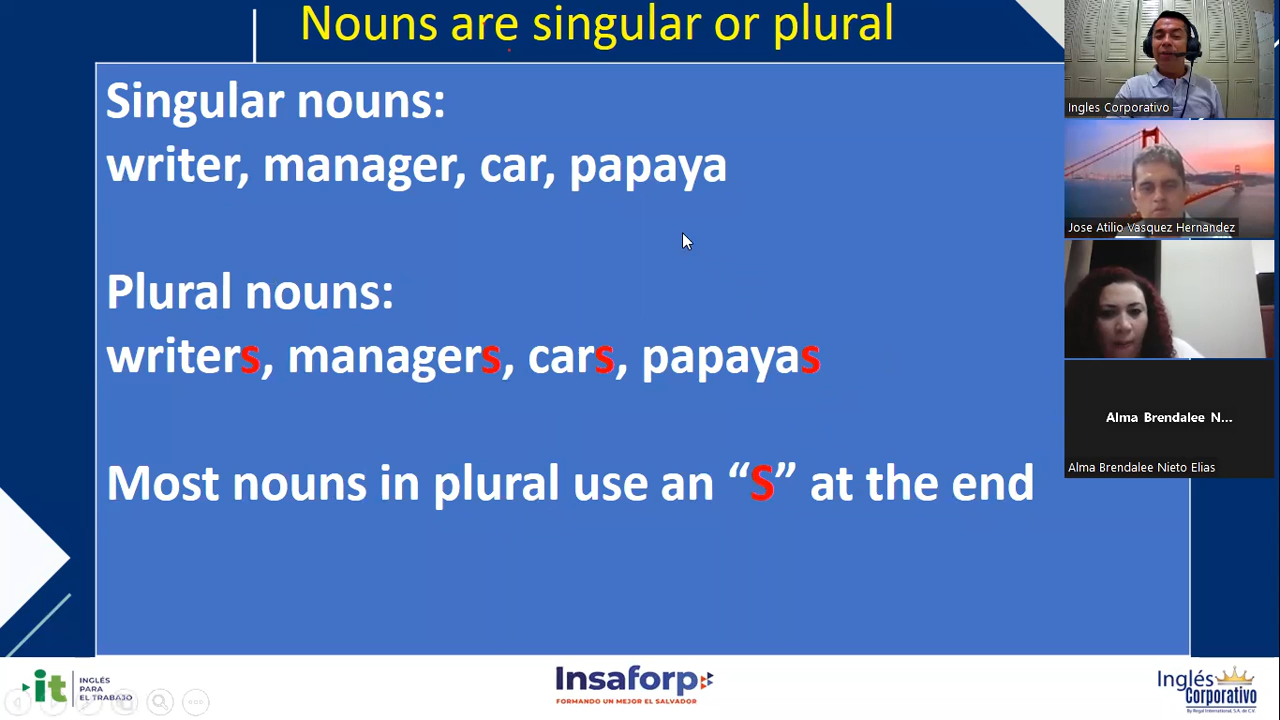 Nouns are singular or plural
Singular nouns:
writer, manager, car, papaya
Plural nouns:
writers, managers, cars, papayas
Most nouns in plural use an “S” at the end
Ingles Corporativo
Jose Atilio Vasquez Hernandez
Alma Brendalee N...
Alma Brendalee Nieto Elias
it
INGLÉS
PARA
EL TRABAJO
Insaforp
FORMANDO UN MEJOR EL SALVADOR
Inglés
Corporativo
By Regal International, S.A. de C.V.